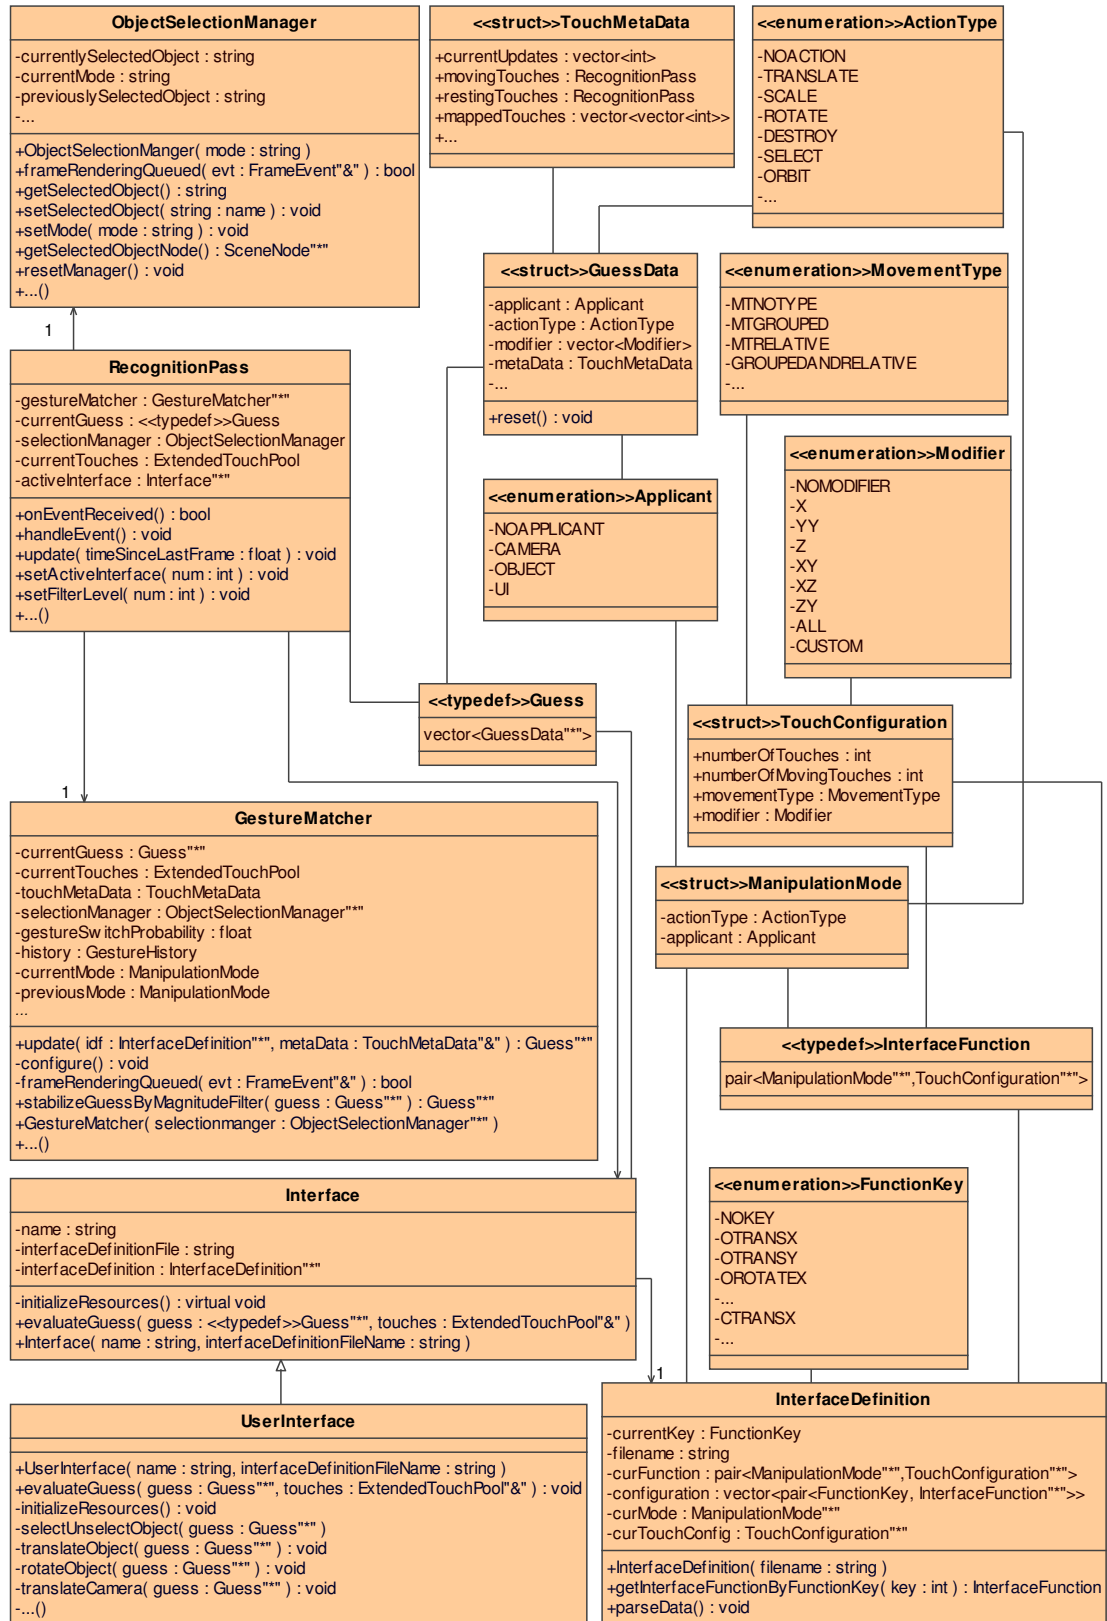 ObjectSelectionManager
-currentlySelectedObject : string
-currentMode : string
-previouslySelectedObject : string
-...
+ObjectSelectionManger( mode : string )
+frameRenderingQueued( evt : FrameEvent"&" ) : bool
+getSelectedObject() : string
+setSelectedObject( string : name ) : void
+setMode( mode : string ) : void
+getSelectedObjectNode() : SceneNode"*"
+resetManager() : void
+...()
<<struct>>TouchMetaData
+currentUpdates : vector<int>
+movingTouches : RecognitionPass
+restingTouches : RecognitionPass
+mappedTouches : vector<vector<int>>
+...
<<enumeration>>ActionType
-NOACTION
-TRANSLATE
-SCALE
-ROTATE
-DESTROY
-SELECT
-ORBIT
-...
<<struct>>GuessData
-applicant : Applicant
-actionType : ActionType
-modifier : vector<Modifier>
-metaData : TouchMetaData
-...
+reset() : void
<<enumeration>>MovementType
-MTNOTYPE
-MTGROUPED
-MTRELATIVE
-GROUPEDANDRELATIVE
-...
1
RecognitionPass
-gestureMatcher : GestureMatcher"*"
-currentGuess : <<typedef>>Guess
-selectionManager : ObjectSelectionManager
-currentTouches : ExtendedTouchPool
-activeInterface : Interface"*"
+onEventReceived() : bool
+handleEvent() : void
+update( timeSinceLastFrame : float ) : void
+setActiveInterface( num : int ) : void
+setFilterLevel( num : int ) : void
+...()
<<enumeration>>Applicant
-NOAPPLICANT
-CAMERA
-OBJECT
-UI
<<enumeration>>Modifier
-NOMODIFIER
-X
-YY
-Z
-XY
-XZ
-ZY
-ALL
-CUSTOM
<<typedef>>Guess
vector<GuessData"*">
<<struct>>TouchConfiguration
+numberOfTouches : int
+numberOfMovingTouches : int
+movementType : MovementType
+modifier : Modifier
1
GestureMatcher
-currentGuess : Guess"*"
-currentTouches : ExtendedTouchPool
-touchMetaData : TouchMetaData
-selectionManager : ObjectSelectionManager"*"
-gestureSwitchProbability : float
-history : GestureHistory
-currentMode : ManipulationMode
-previousMode : ManipulationMode
...
+update( idf : InterfaceDefinition"*", metaData : TouchMetaData"&" ) : Guess"*"
-configure() : void
-frameRenderingQueued( evt : FrameEvent"&" ) : bool
+stabilizeGuessByMagnitudeFilter( guess : Guess"*" ) : Guess"*"
+GestureMatcher( selectionmanger : ObjectSelectionManager"*" )
+...()
<<struct>>ManipulationMode
-actionType : ActionType
-applicant : Applicant
<<typedef>>InterfaceFunction
pair<ManipulationMode"*",TouchConfiguration"*">
<<enumeration>>FunctionKey
-NOKEY
-OTRANSX
-OTRANSY
-OROTATEX
-...
-CTRANSX
-...
Interface
-name : string
-interfaceDefinitionFile : string
-interfaceDefinition : InterfaceDefinition"*"
-initializeResources() : virtual void
+evaluateGuess( guess : <<typedef>>Guess"*", touches : ExtendedTouchPool"&" )
+Interface( name : string, interfaceDefinitionFileName : string )
1
UserInterface
+UserInterface( name : string, interfaceDefinitionFileName : string )
+evaluateGuess( guess : Guess"*", touches : ExtendedTouchPool"&" ) : void
-initializeResources() : void
-selectUnselectObject( guess : Guess"*" )
-translateObject( guess : Guess"*" ) : void
-rotateObject( guess : Guess"*" ) : void
-translateCamera( guess : Guess"*" ) : void
-...()
InterfaceDefinition
-currentKey : FunctionKey
-filename : string
-curFunction : pair<ManipulationMode"*",TouchConfiguration"*">
-configuration : vector<pair<FunctionKey, InterfaceFunction"*">>
-curMode : ManipulationMode"*"
-curTouchConfig : TouchConfiguration"*"
+InterfaceDefinition( filename : string )
+getInterfaceFunctionByFunctionKey( key : int ) : InterfaceFunction
+parseData() : void